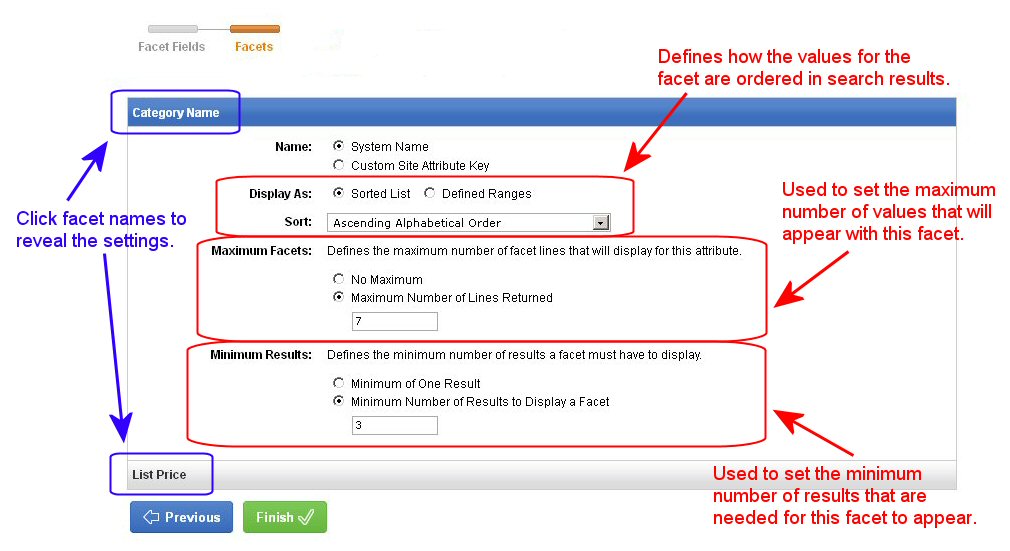 Facet Fields Facets
Defines how the values for the
facet are ordered in search results.
Category Name
Name: System Name
Custom Site Attribute Key
Display As: Sorted List Defined Ranges
Sort: Ascending Alphabetical Order
Used to set the maximum
number of values that will
appear with this facet.
Click facet names to
reveal the settings.
Maximum Facets: Defines the maximum number of facet lines that will display for this attribute.
No Maximum
Maximum Number of Lines Returned
7
Minimum Results: Defines the minimum number of results a facet must have to display.
Minimum of One Result
Minimum Number of Results to Display a Facet
3
List Price
Used to set the minimum
number of results that are
needed for this facet to appear.
Previous Finish